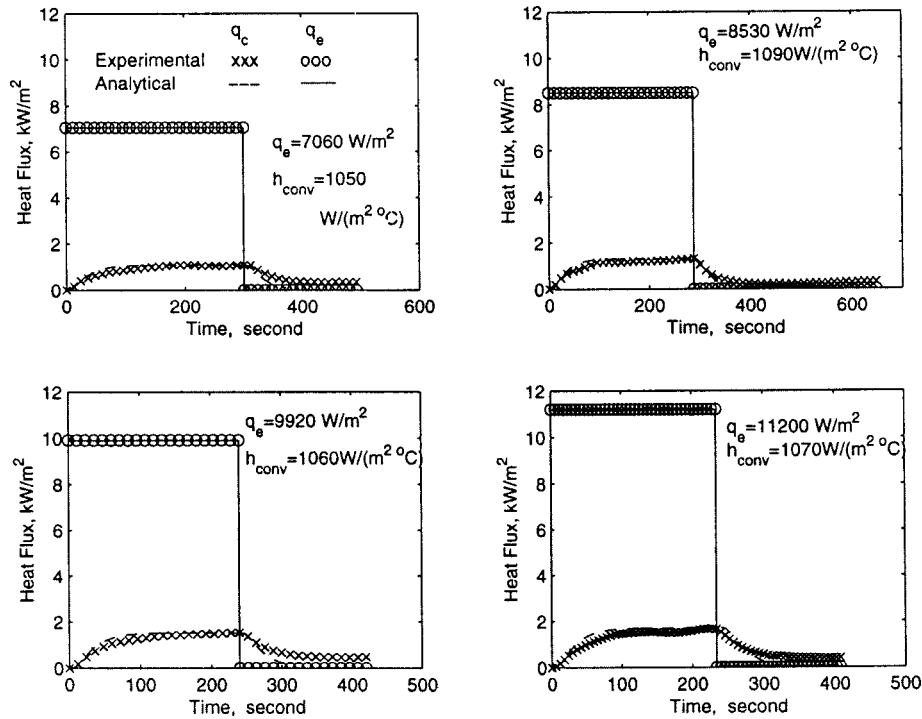 12
10
8
6
4
2
0
Heat Flux, kW/m²
q_c q_e
Experimental xxx ooo
Analytical
q_e=7060 W/m²
h_conv=1050
W/(m² °C)
0 200 400 600
Time, second
12
10
8
6
4
2
0
Heat Flux, kW/m²
q_e=8530 W/m²
h_conv=1090W/(m² °C)
0 200 400 600
Time, second
12
10
8
6
4
2
0
Heat Flux, kW/m²
q_e=9920 W/m²
h_conv=1060W/(m² °C)
0 100 200 300 400 500
Time, second
12
10
8
6
4
2
0
Heat Flux, kW/m²
q_e=11200 W/m²
h_conv=1070W/(m² °C)
0 100 200 300 400 500
Time, second